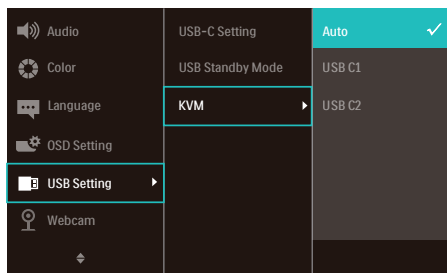 Audio
Color
Language
OSD Setting
USB Setting
Webcam
USB-C Setting
USB Standby Mode
KVM
Auto
USB C1
USB C2